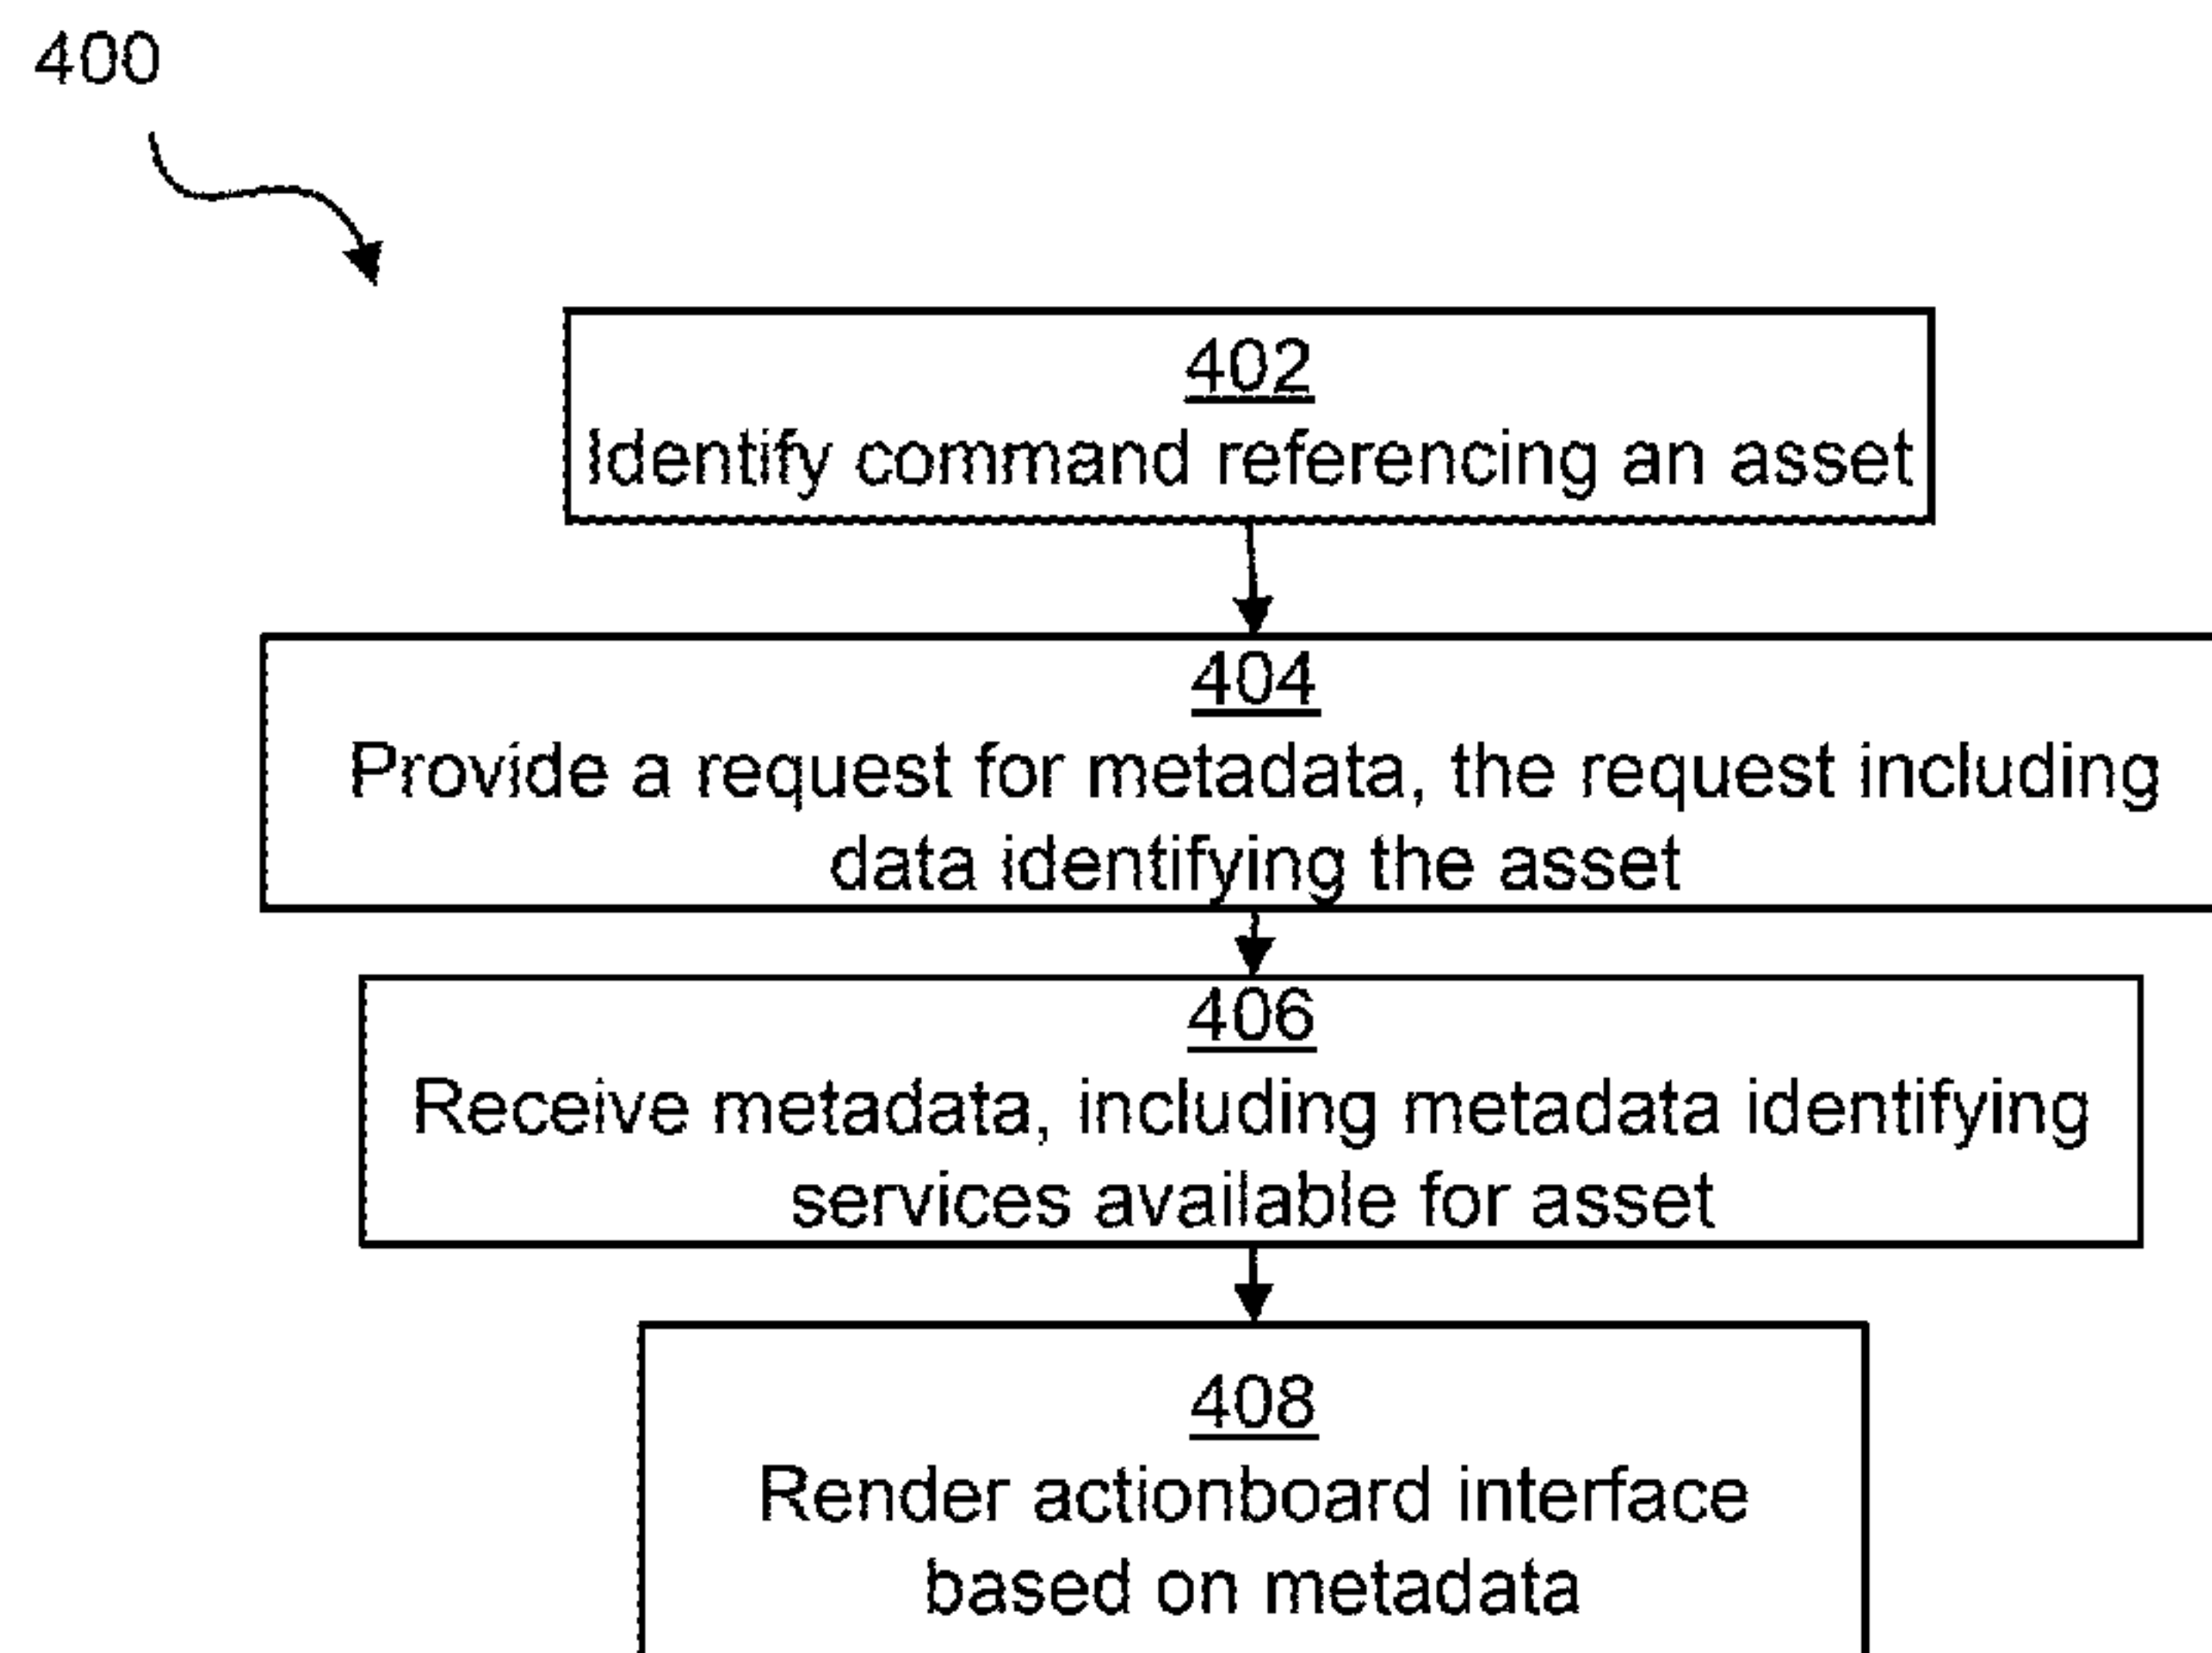 400
402
Identify command referencing an asset
404
Provide a request for metadata, the request including
data identifying the asset
406
Receive metadata, including metadata identifying
services available for asset
408
Render actionboard interface
based on metadata